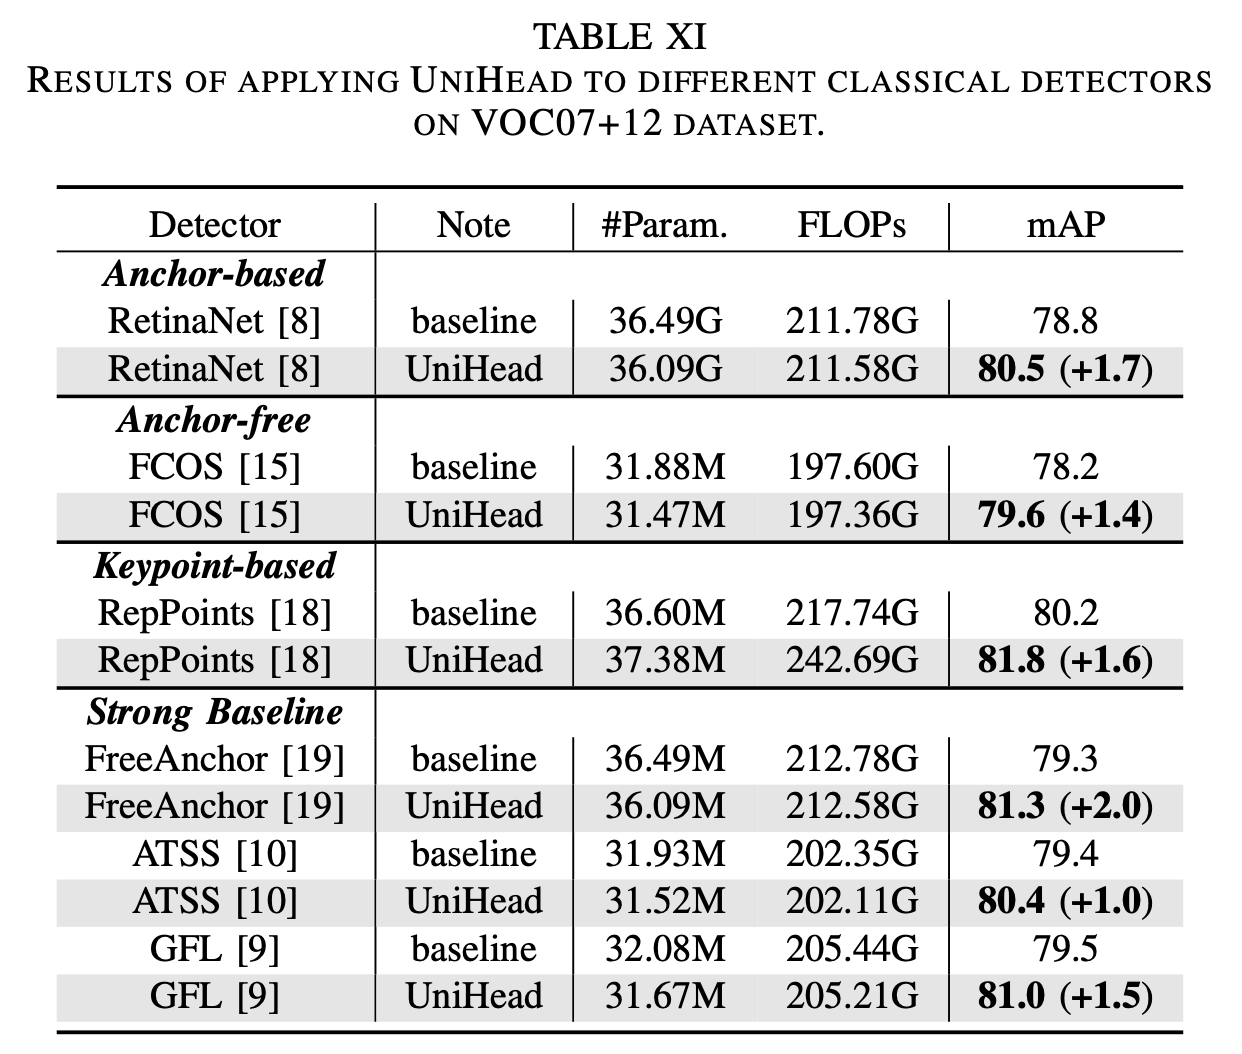 TABLE XI
RESULTS OF APPLYING UNIHEAD TO DIFFERENT CLASSICAL DETECTORS
ON VOC07+12 DATASET.
Detector Note #Param. FLOPs mAP
Anchor-based
RetinaNet [8] baseline 36.49G 211.78G 78.8
RetinaNet [8] UniHead 36.09G 211.58G 80.5 (+1.7)
Anchor-free
FCOS [15] baseline 31.88M 197.60G 78.2
FCOS [15] UniHead 31.47M 197.36G 79.6 (+1.4)
Keypoint-based
RepPoints [18] baseline 36.60M 217.74G 80.2
RepPoints [18] UniHead 37.38M 242.69G 81.8 (+1.6)
Strong Baseline
FreeAnchor [19] baseline 36.49M 212.78G 79.3
FreeAnchor [19] UniHead 36.09M 212.58G 81.3 (+2.0)
ATSS [10] baseline 31.93M 202.35G 79.4
ATSS [10] UniHead 31.52M 202.11G 80.4 (+1.0)
GFL [9] baseline 32.08M 205.44G 79.5
GFL [9] UniHead 31.67M 205.21G 81.0 (+1.5)